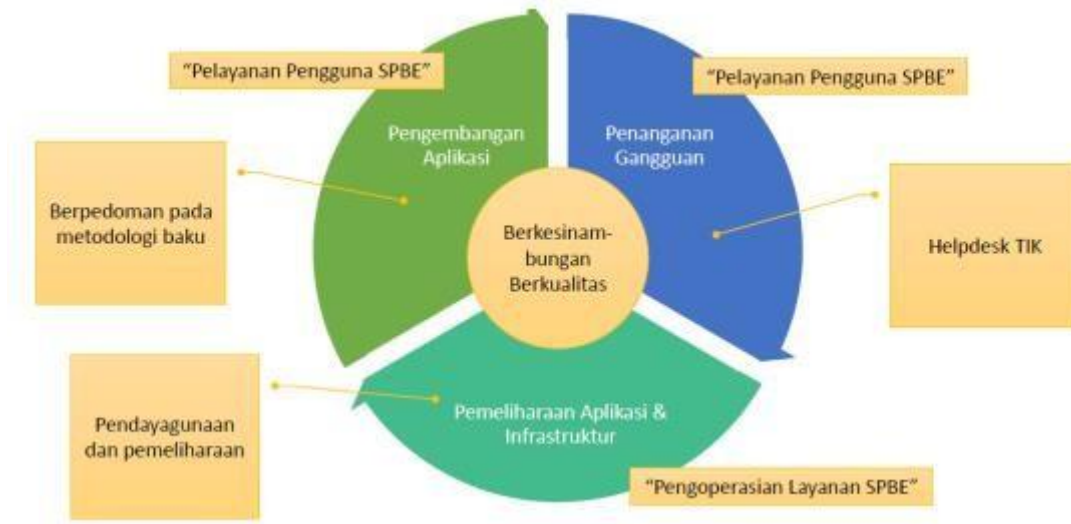 “Pelayanan Pengguna SPBE”
“Pelayanan Pengguna SPBE”
Pengembangan
Aplikasi
Penanganan
Gangguan
Berpedoman pada
metodologi baku
Berkesinam-
bungan
Berkualitas
Helpdesk TIK
Pemeliharaan Aplikasi &
Infrastruktur
Pendayagunaan
dan pemeliharaan
“Pengoperasian Layanan SPBE”